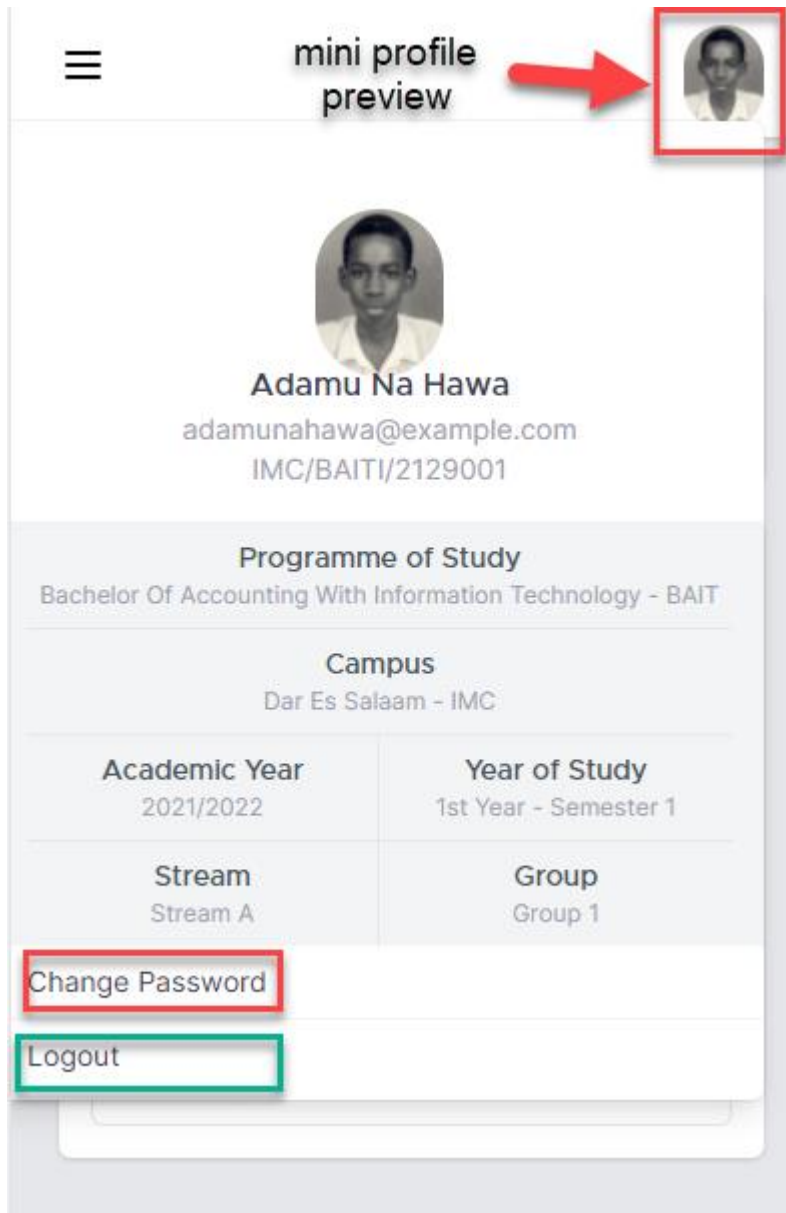 mini profile
preview
Adamu Na Hawa
adamunahawa@example.com
IMC/BAITI/2129001
Programme of Study
Bachelor Of Accounting With Information Technology - BAIT
Campus
Dar Es Salaam - IMC
Academic Year
2021/2022
Year of Study
1st Year - Semester 1
Stream
Stream A
Group
Group 1
Change Password
Logout